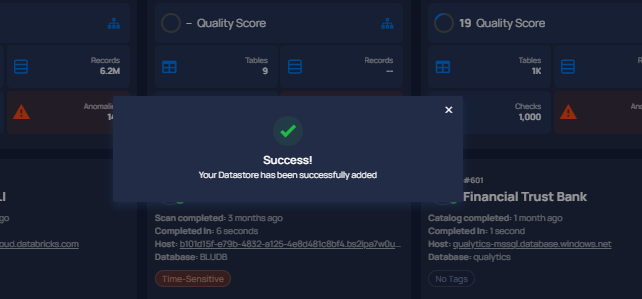 – Quality Score
19 Quality Score
Records
6.2M
Tables
9
Records
--
Tables
1K
Anomalie
14
Checks
1,000
Success!
Your Datastore has been successfully added
#601
Financial Trust Bank
ago
Scan completed: 3 months ago
Catalog completed: 1 month ago
Completed In: 6 seconds
Completed In: 1 second
oud.databricks.com
Host: b101d15f-e79b-4832-a125-4e8d481c8bf4.bs2ipa7w0u...
Host: qualytics-mssql.database.windows.net
Database: BLUDB
Database: qualytics
Time-Sensitive
No Tags